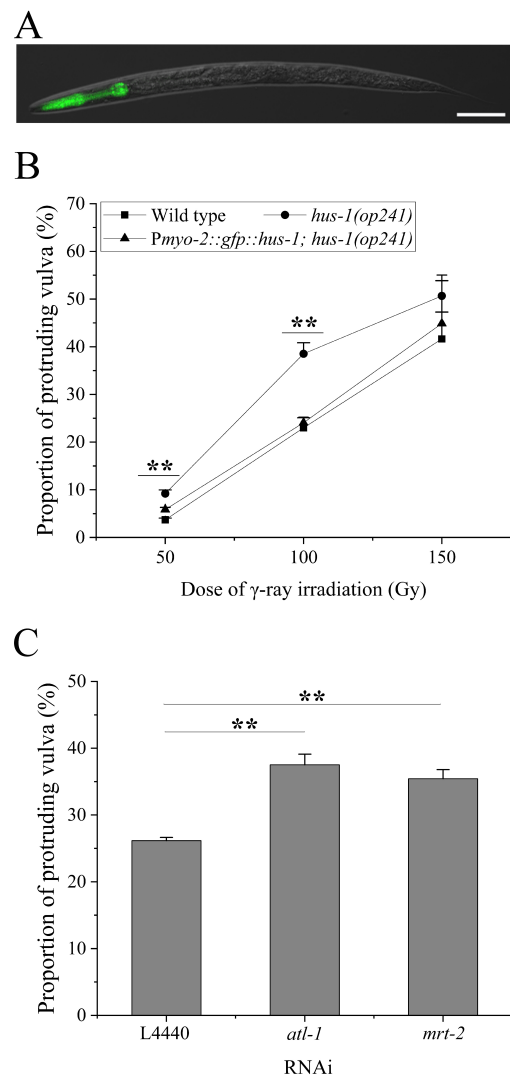 A
B
Proportion of protruding vulva (%)
70
60
50
40
30
20
10
0
Wild type hus-1(op241)
Pmyo-2::gfp::hus-1; hus-1(op241)
**
**
50 100 150
Dose of γ-ray irradiation (Gy)
C
Proportion of protruding vulva (%)
50
40
30
20
10
0
**
**
L4440 atl-1 mrt-2
RNAi